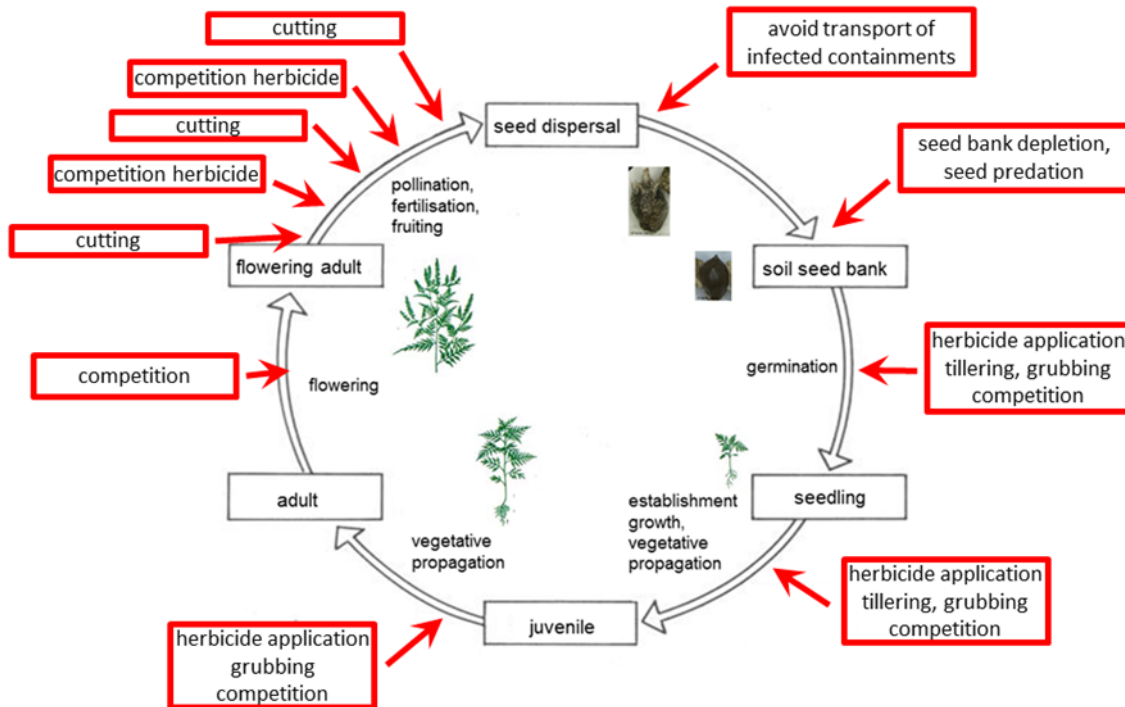 cutting
competition herbicide
cutting
competition herbicide
cutting
avoid transport of
infected containments
seed dispersal
seed bank depletion,
seed predation
pollination,
fertilisation,
fruiting
flowering adult
soil seed bank
herbicide application
tillering, grubbing
competition
competition
flowering
germination
adult
seedling
establishment
growth,
vegetative
propagation
vegetative
propagation
herbicide application
tillering, grubbing
competition
juvenile
herbicide application
grubbing
competition